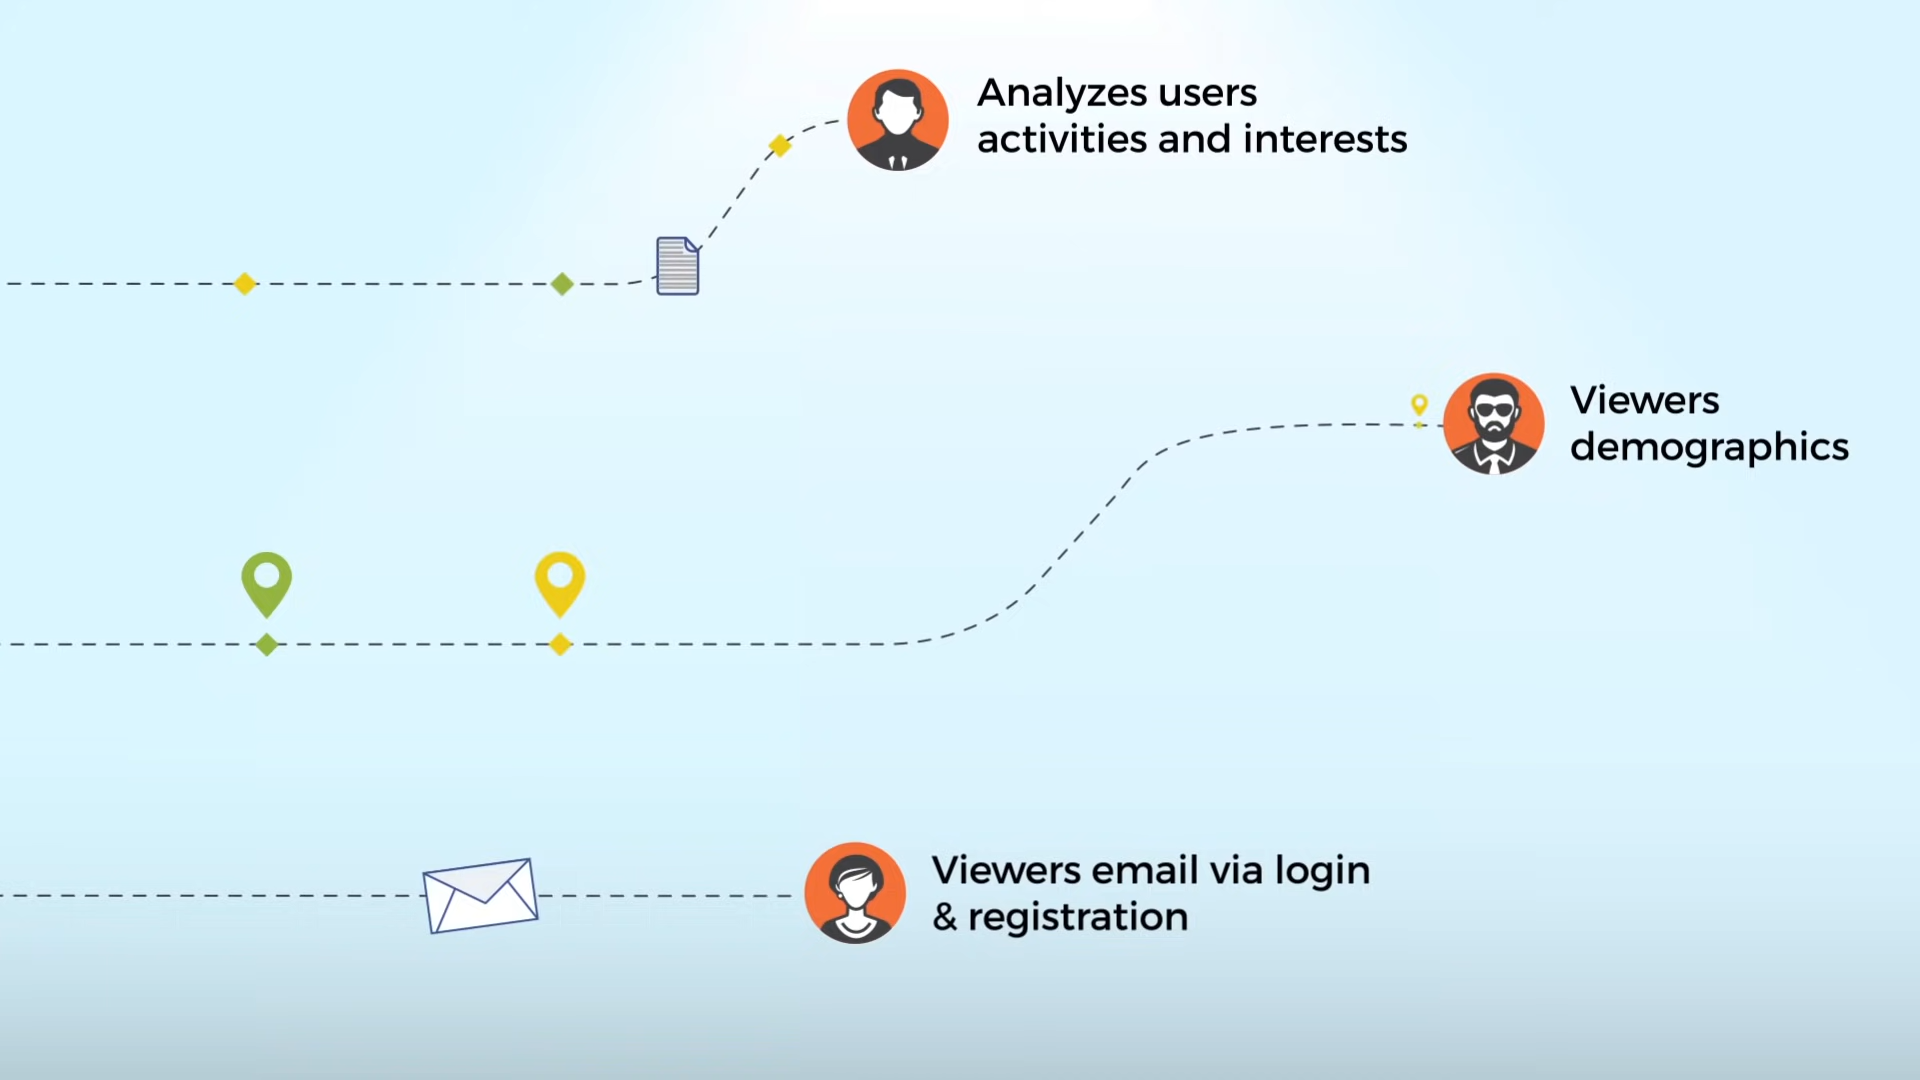 Analyzes users
activities and interests
Viewers
demographics
Viewers email via login
& registration